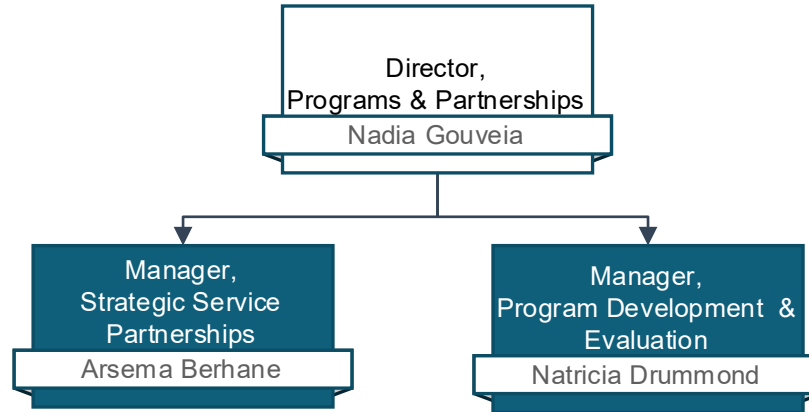 Director,
Programs & Partnerships
Nadia Gouveia
Manager,
Strategic Service
Partnerships
Arsema Berhane
Manager,
Program Development &
Evaluation
Natricia Drummond